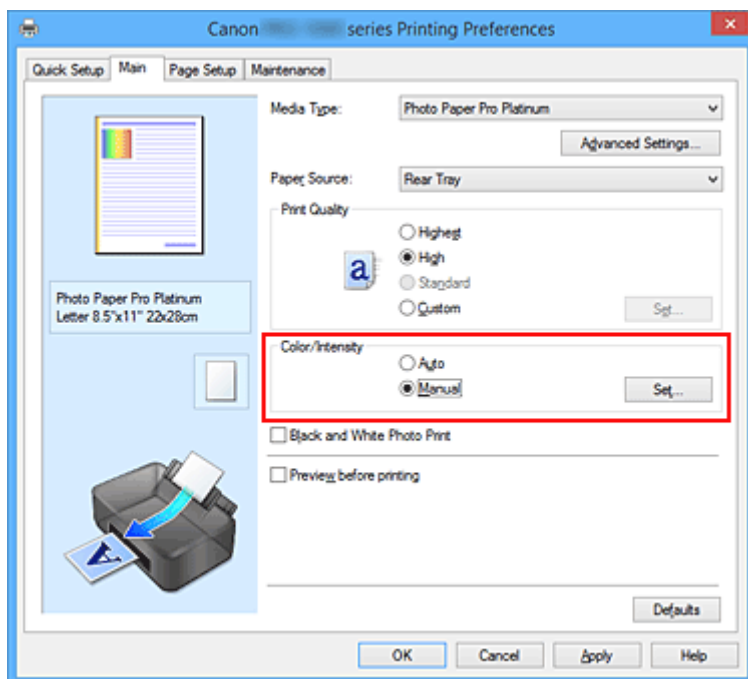 Canon series Printing Preferences
Quick Setup Main Page Setup Maintenance
Media Type: Photo Paper Pro Platinum
Advanced Settings...
Paper Source: Rear Tray
Print Quality
Highest
a High
Standard
Custom Set...
Photo Paper Pro Platinum
Letter 8.5"x11" 22x28cm
Color/Intensity
Auto
Manual Set...
Black and White Photo Print
Preview before printing
A
Defaults
OK Cancel Apply Help